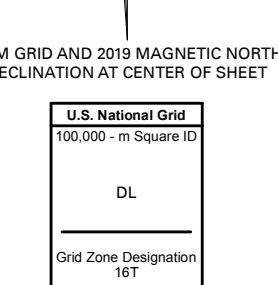 M GRID AND 2019 MAGNETIC NORTH
ECLINATION AT CENTER OF SHEET
U.S. National Grid
100,000 - m Square ID
DL
Grid Zone Designation
16T